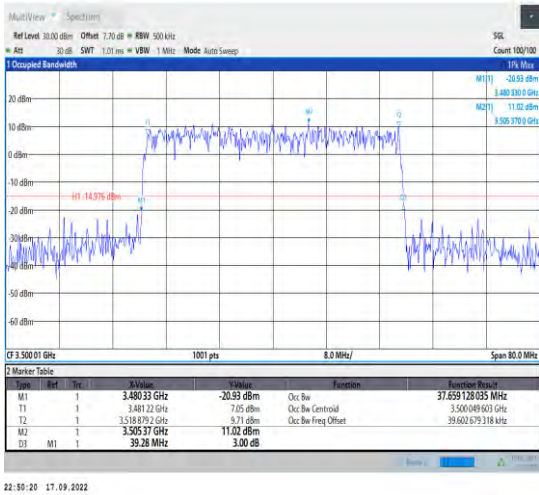 MultiView Spectrum
Ref Level 30.00 dBm Offset 7.70 dB RBW 500 kHz SGL
Att 30 dB SWT 1.01 ms VBW 1 MHz Mode Auto Sweep Count 100/100
1 Occupied Bandwidth 1Pk Max
M1[1] -20.93 dBm
3.480 330 0 GHz
M2[1] 11.02 dBm
3.505 370 0 GHz
20 dBm
10 dBm
0 dBm
-10 dBm
H1 -14.976 dBm
-20 dBm
-30 dBm
-40 dBm
-50 dBm
-60 dBm
M1
CF 3.500 01 GHz 1001 pts 8.0 MHz/ Span 80.0 MHz
2 Marker Table
Type Ref Trc X-Value Y-Value Function Function Result
M1 1 3.480 33 GHz -20.93 dBm Occ Bw 37.659 128 035 MHz
T1 1 3.481 22 GHz 7.05 dBm Occ Bw Centroid 3.500 049 603 GHz
T2 1 3.518 879 2 GHz 9.71 dBm Occ Bw Freq Offset 39.602 679 318 kHz
M2 1 3.505 37 GHz 11.02 dBm
D3 M1 1 39.28 MHz 3.00 dB
22:50:20 17.09.2022